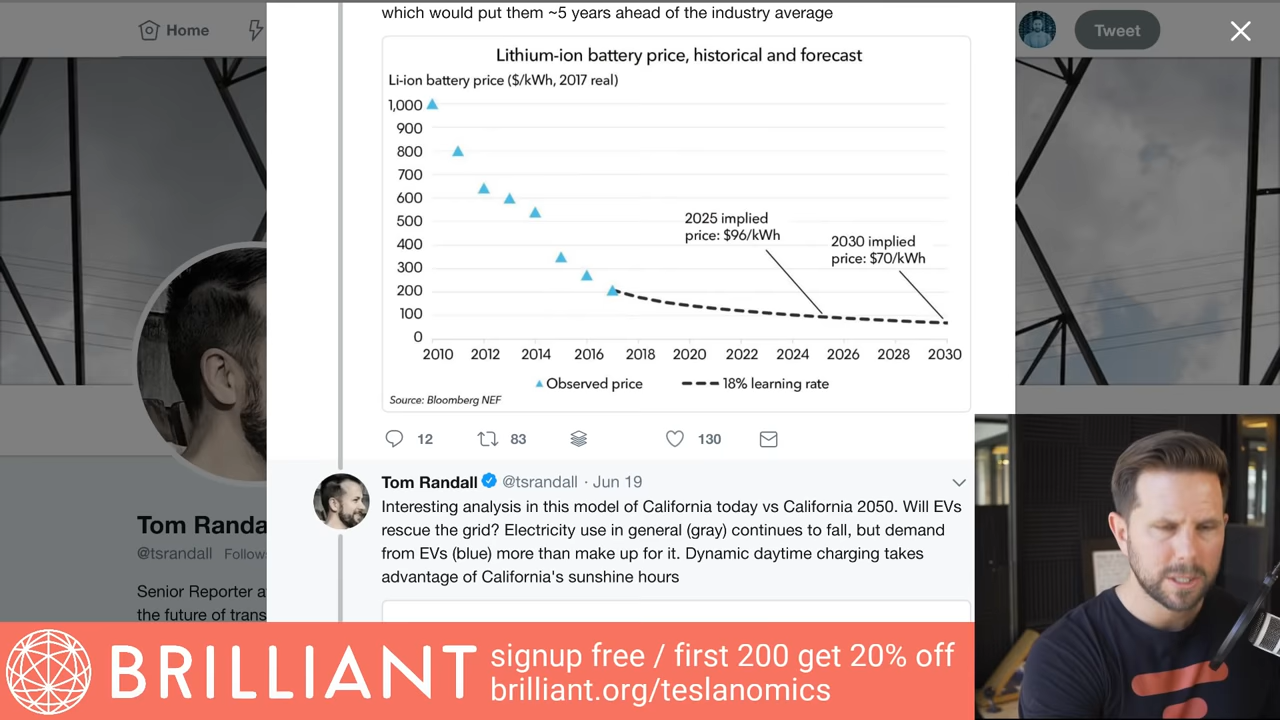 which would put them ~5 years ahead of the industry average
Home
Tweet
Lithium-ion battery price, historical and forecast
Li-ion battery price ($/kWh, 2017 real)
1,000
900
800
700
600
500
400
300
200
100
0
2025 implied
price: $96/kWh
2030 implied
price: $70/kWh
2010 2012 2014 2016 2018 2020 2022 2024 2026 2028 2030
Observed price 18% learning rate
Source: Bloomberg NEF
12 83 130
Tom Randall @tsrandall · Jun 19
Interesting analysis in this model of California today vs California 2050. Will EVs
rescue the grid? Electricity use in general (gray) continues to fall, but demand
from EVs (blue) more than make up for it. Dynamic daytime charging takes
advantage of California's sunshine hours
Tom Randa
@tsrandall Follows
Senior Reporter a
the future of trans
BRILLIANT
signup free / first 200 get 20% off
brilliant.org/teslanomics